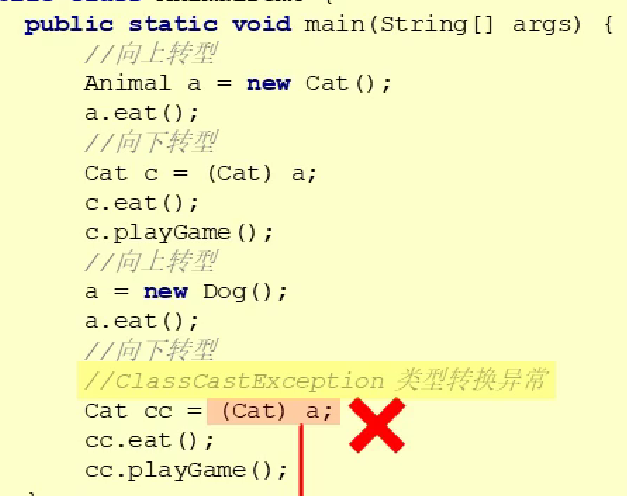 public static void main(String[] args) {
//向上转型
Animal a = new Cat();
a.eat();
//向下转型
Cat c = (Cat) a;
c.eat();
c.playGame();
//向上转型
a = new Dog();
a.eat();
//向下转型
//ClassCastException 类型转换异常
Cat cc = (Cat) a;
cc.eat();
cc.playGame();